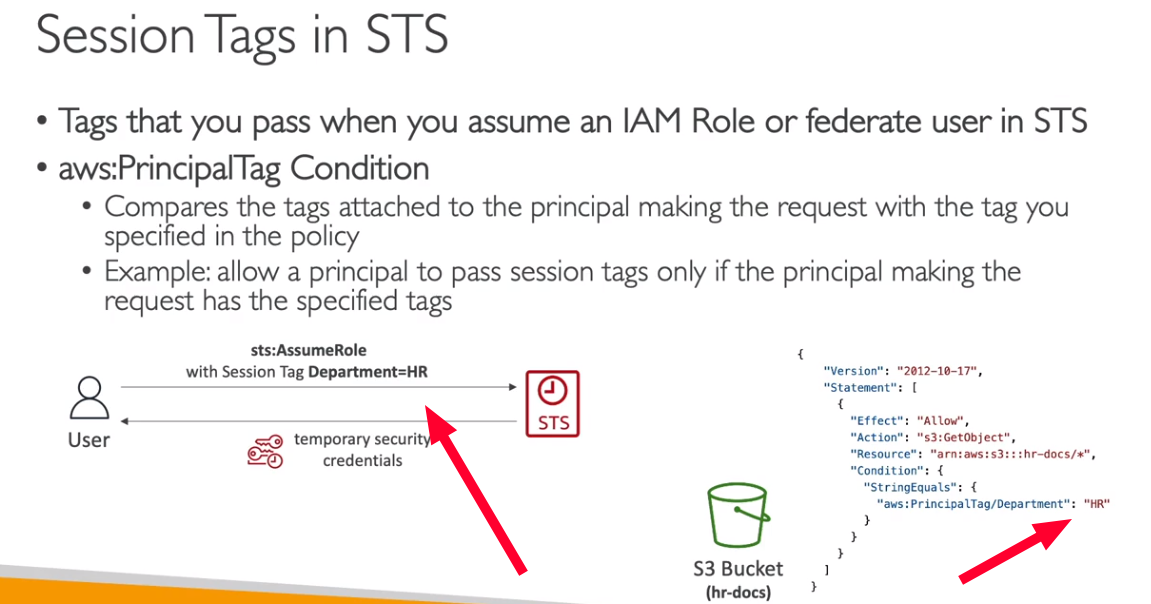 Session Tags in STS
• Tags that you pass when you assume an IAM Role or federate user in STS
• aws:PrincipalTag Condition
• Compares the tags attached to the principal making the request with the tag you
specified in the policy
• Example: allow a principal to pass session tags only if the principal making the
request has the specified tags
sts:AssumeRole
with Session Tag Department=HR
User
STS
temporary security
credentials
S3 Bucket
(hr-docs)
{
"Version": "2012-10-17",
"Statement": [
{
"Effect": "Allow",
"Action": "s3:GetObject",
"Resource": "arn:aws:s3:::hr-docs/*",
"Condition": {
"StringEquals": {
"aws:PrincipalTag/Department": "HR"
}
}
}
]
}